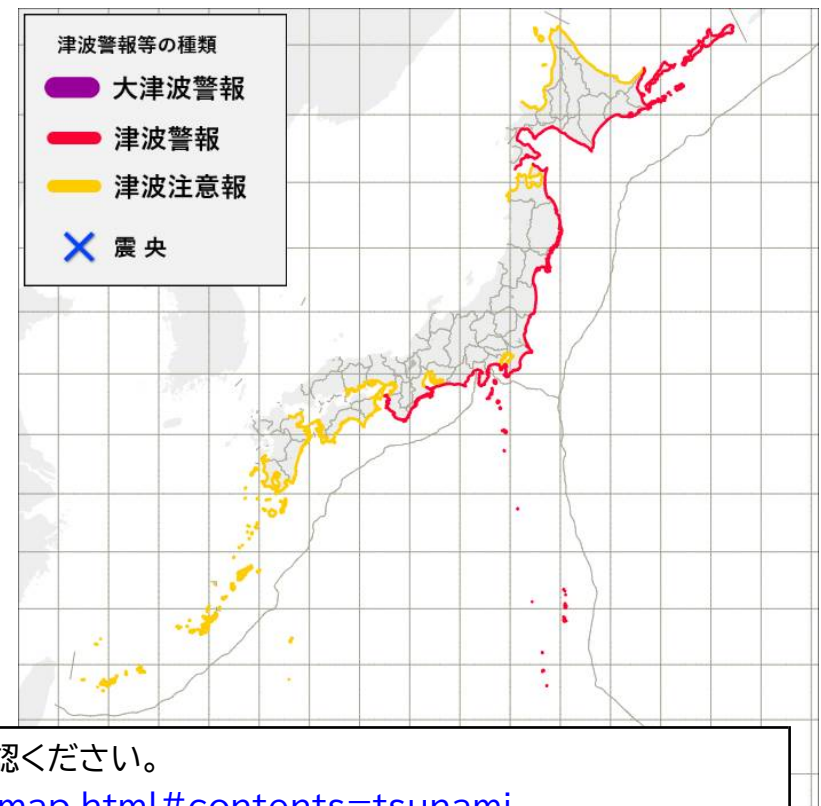 津波警報等の種類
大津波警報
津波警報
津波注意報
震 央
認ください。
map.html#contents=tsunami